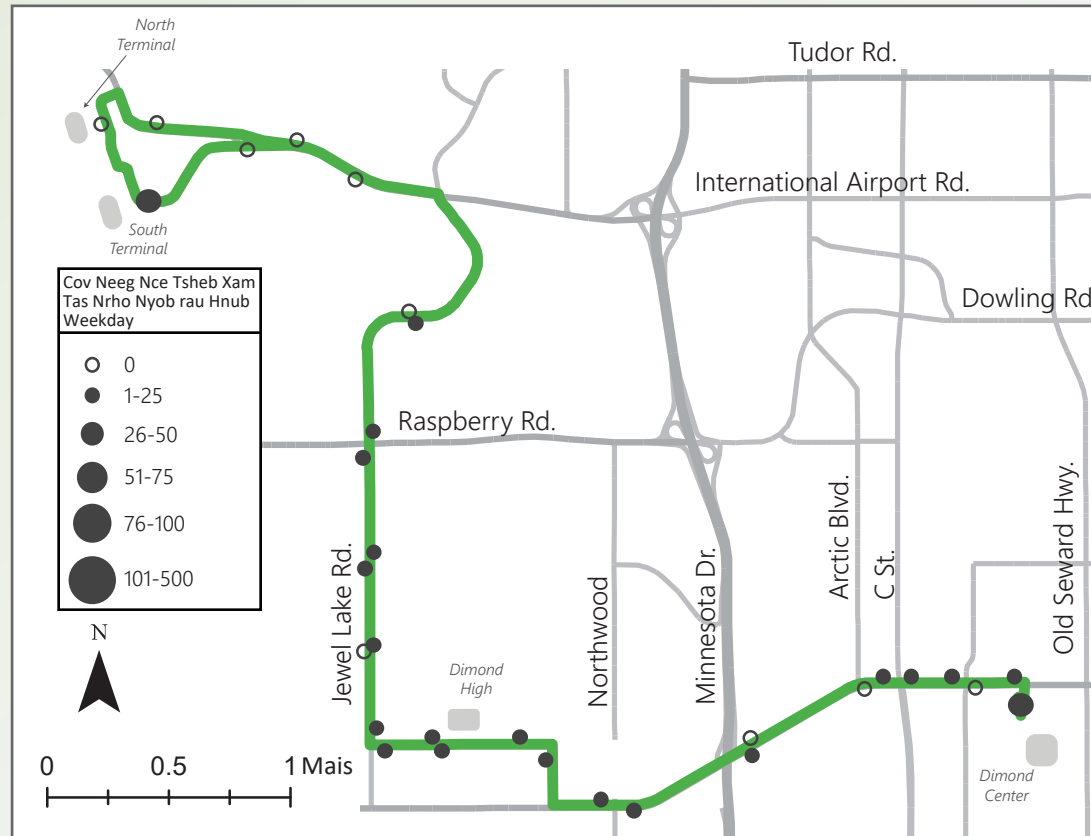 North
Terminal
Tudor Rd.
International Airport Rd.
South
Terminal
Cov Neeg Nce Tsheb Xam
Tas Nrho Nyob rau Hnub
Weekday
0
1-25
26-50
51-75
76-100
101-500
Dowling Rd
Raspberry Rd.
Jewel Lake Rd.
Northwood
Minnesota Dr.
Arctic Blvd.
C St.
Old Seward Hwy.
N
Dimond
High
0
0.5
1 Mais
Dimond
Center